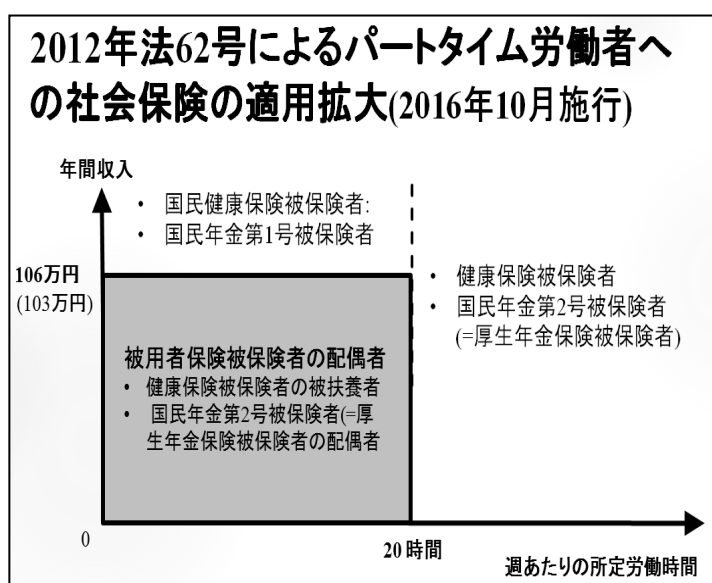 2012年法62号によるパートタイム労働者へ
の社会保険の適用拡大(2016年10月施行)
年間収入
• 国民健康保険被保険者:
• 国民年金第1号被保険者
106万円
(103万円)
• 健康保険被保険者
• 国民年金第2号被保険者
(=厚生年金保険被保険者)
被用者保険被保険者の配偶者
• 健康保険被保険者の被扶養者
• 国民年金第2号被保険者(=厚
生年金保険被保険者の配偶者
0
20時間
週あたりの所定労働時間